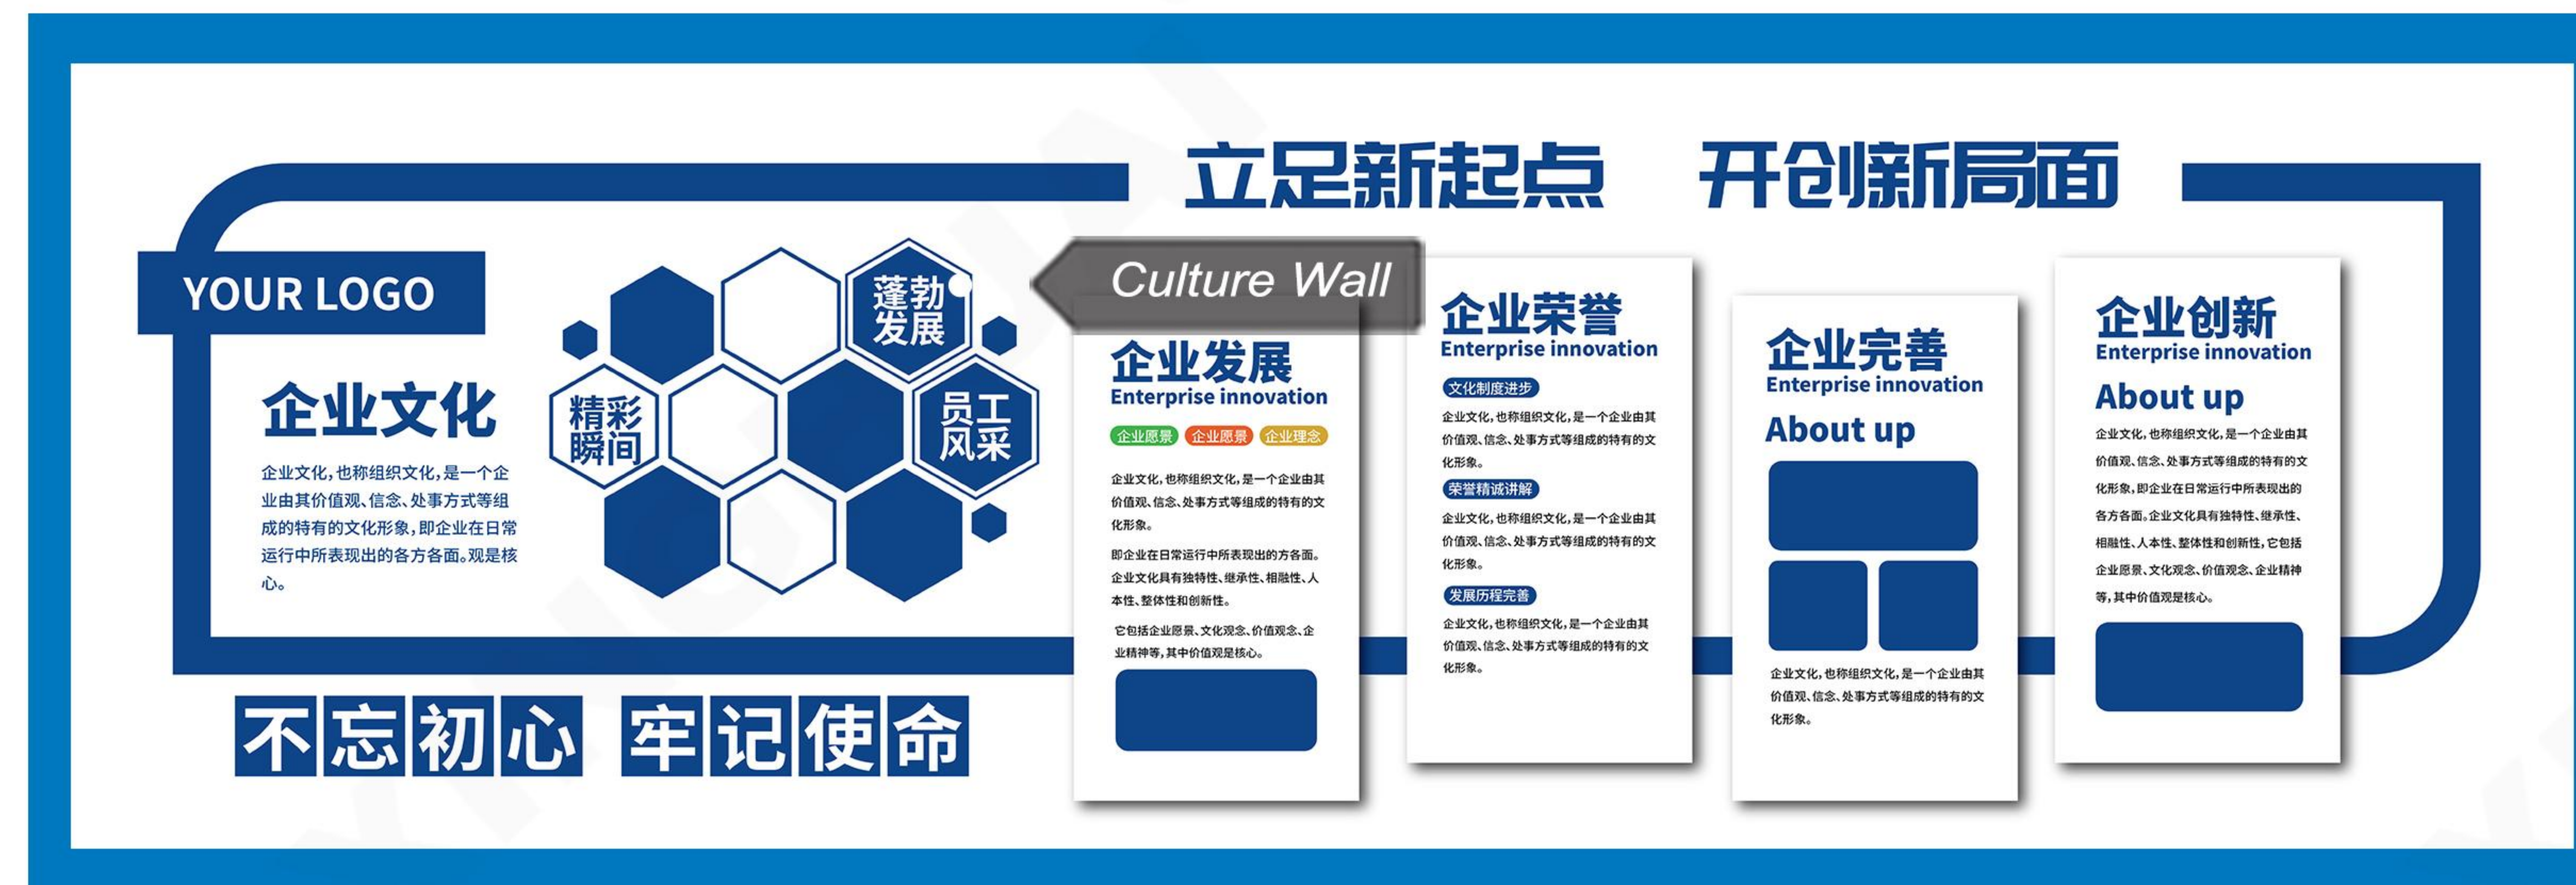 立足新起点 开创新局面
YOUR LOGO
企业文化
企业文化,也称组织文化,是一个企
业由其价值观、信念、处事方式等组
成的特有的文化形象,即企业在日常
运行中所表现出的各方各面。观是核
心。
蓬勃
发展
精彩
瞬间
员工
风采
不忘初心 牢记使命
Culture Wall
企业发展
Enterprise innovation
企业愿景 企业愿景 企业理念
企业文化,也称组织文化,是一个企业由其
价值观、信念、处事方式等组成的特有的文
化形象。
即企业在日常运行中所表现出的方各面。
企业文化具有独特性、继承性、相融性、人
本性、整体性和创新性。
它包括企业愿景、文化观念、价值观念、企
业精神等,其中价值观是核心。
企业荣誉
Enterprise innovation
文化制度进步
企业文化,也称组织文化,是一个企业由其
价值观、信念、处事方式等组成的特有的文
化形象。
荣誉精诚讲解
企业文化,也称组织文化,是一个企业由其
价值观、信念、处事方式等组成的特有的文
化形象。
发展历程完善
企业文化,也称组织文化,是一个企业由其
价值观、信念、处事方式等组成的特有的文
化形象。
企业完善
Enterprise innovation
About up
企业文化,也称组织文化,是一个企业由其
价值观、信念、处事方式等组成的特有的文
化形象。
企业创新
Enterprise innovation
About up
企业文化,也称组织文化,是一个企业由其
价值观、信念、处事方式等组成的特有的文
化形象,即企业在日常运行中所表现出的
各方各面。企业文化具有独特性、继承性、
相融性、人本性、整体性和创新性,它包括
企业愿景、文化观念、价值观念、企业精神
等,其中价值观是核心。